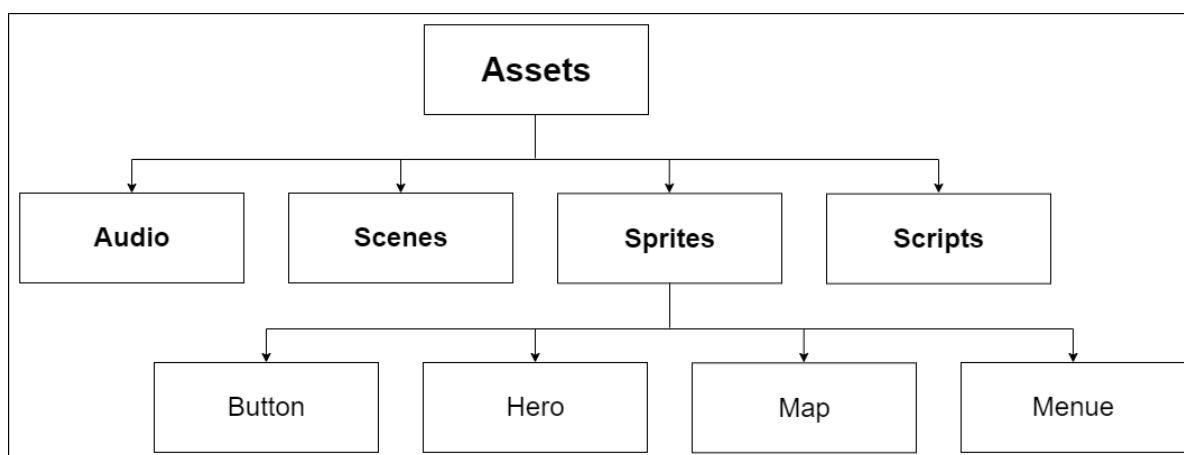 Assets
Audio
Scenes
Sprites
Scripts
Button
Hero
Map
Menue